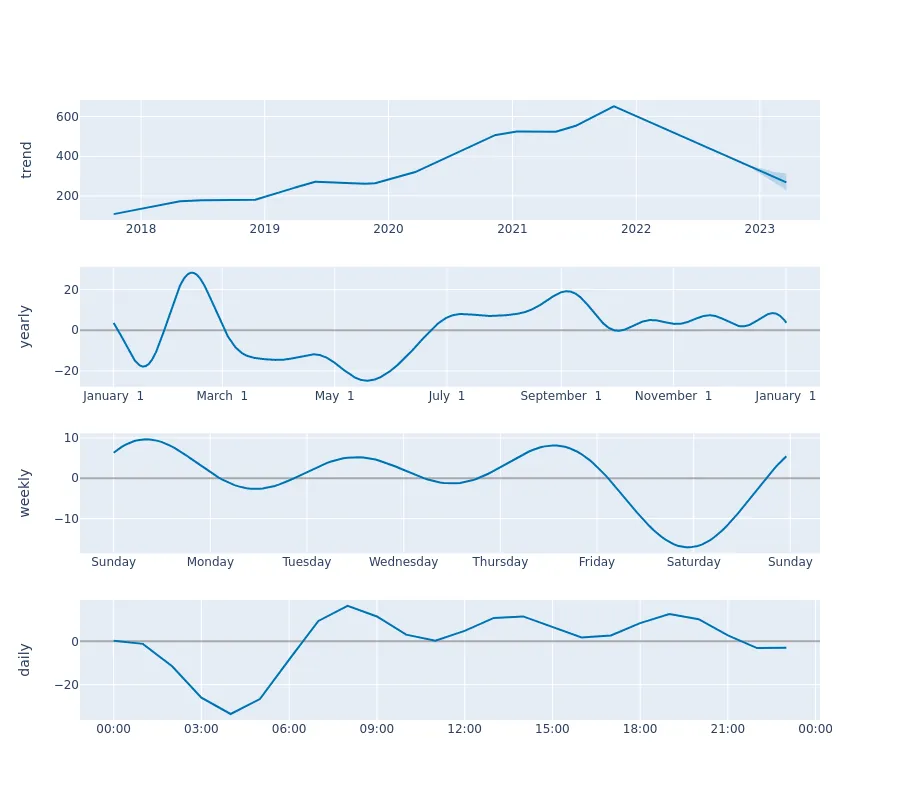 trend
600
400
200
2018 2019 2020 2021 2022 2023
yearly
20
0
−20
January 1 March 1 May 1 July 1 September 1 November 1 January 1
weekly
10
0
−10
Sunday Monday Tuesday Wednesday Thursday Friday Saturday Sunday
daily
0
−20
00:00 03:00 06:00 09:00 12:00 15:00 18:00 21:00 00:00